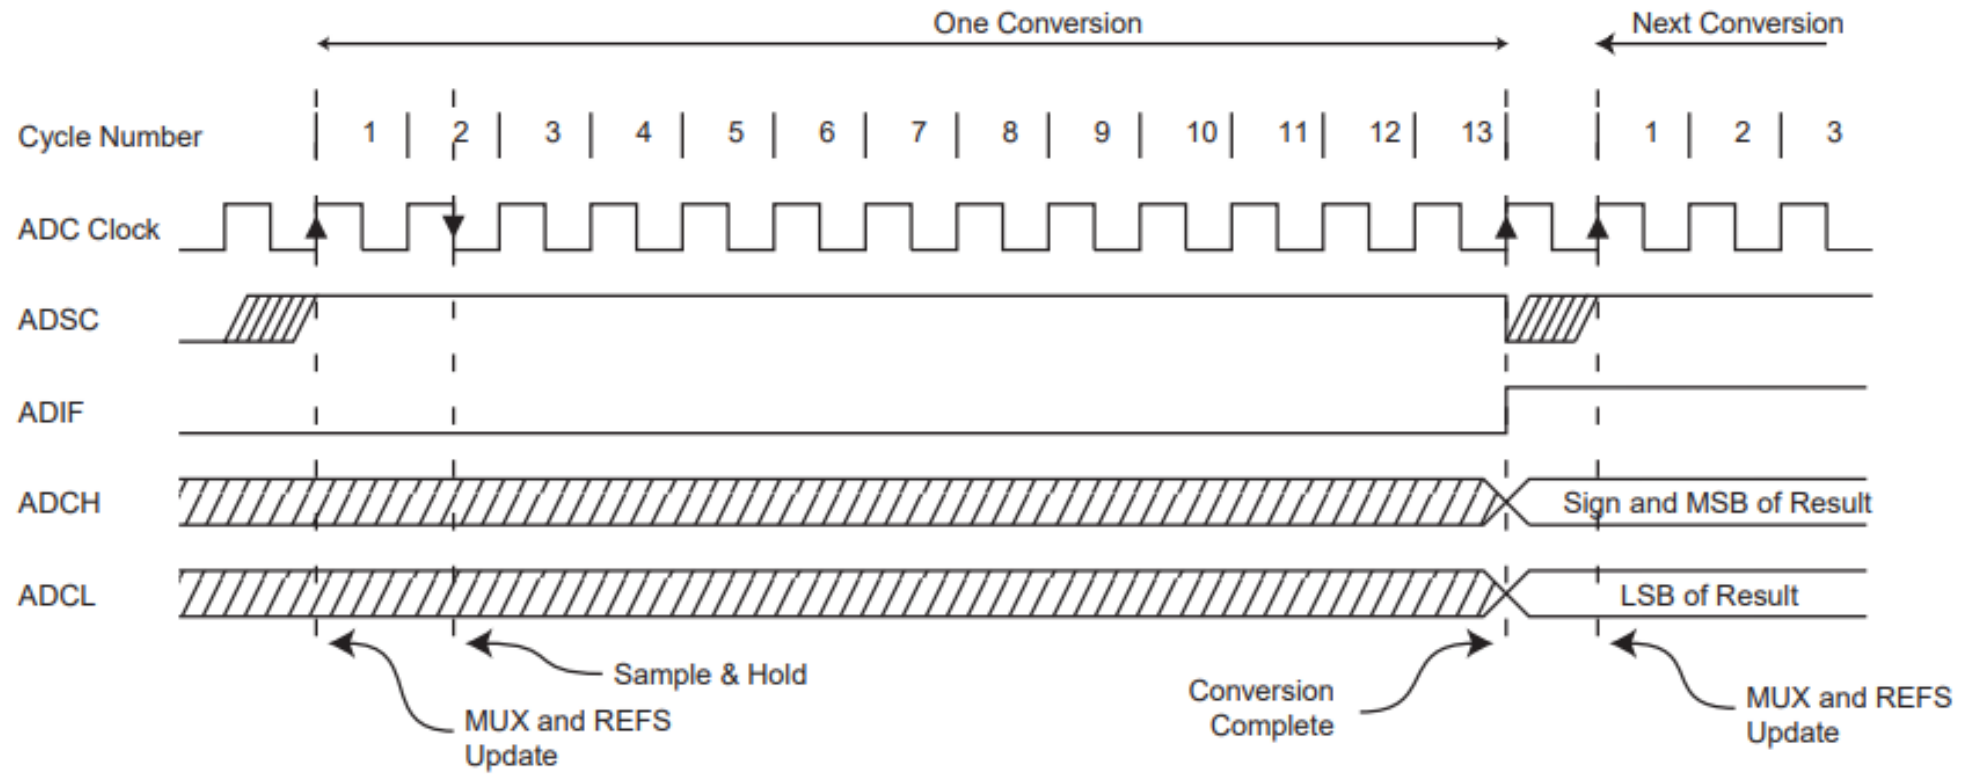 One Conversion
Next Conversion
Cycle Number 1 2 3 4 5 6 7 8 9 10 11 12 13 1 2 3
ADC Clock
ADSC
ADIF
ADCH Sign and MSB of Result
ADCL LSB of Result
Sample & Hold
MUX and REFS
Update
Conversion
Complete
MUX and REFS
Update